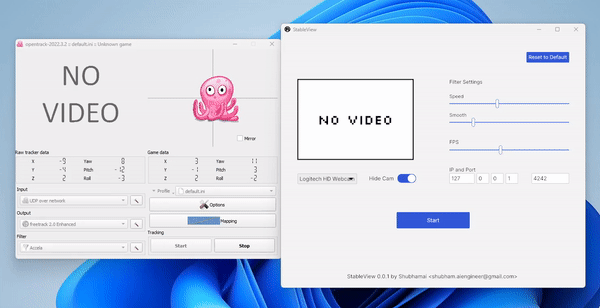 opentrack-2022.3.2 :: default.ini :: Unknown game
NO
VIDEO
Mirror
Raw tracker data
Game data
X -9 Yaw 8
X 3 Yaw 11
Y -4 Pitch -12
Y 1 Pitch 3
Z 2 Roll -3
Z 2 Roll -2
Input
UDP over network
Profile default.ini
Options
Output
freetrack 2.0 Enhanced
Mapping
Filter
Accela
Tracking
Start
Stop
StableView
Reset to Default
NO VIDEO
Filter Settings
Speed
Smooth
FPS
Logitech HD Webcam
Hide Cam
IP and Port
127 0 0 1 4242
Start
StableView 0.0.1 by Shubhamai <shubham.aiengineer@gmail.com>